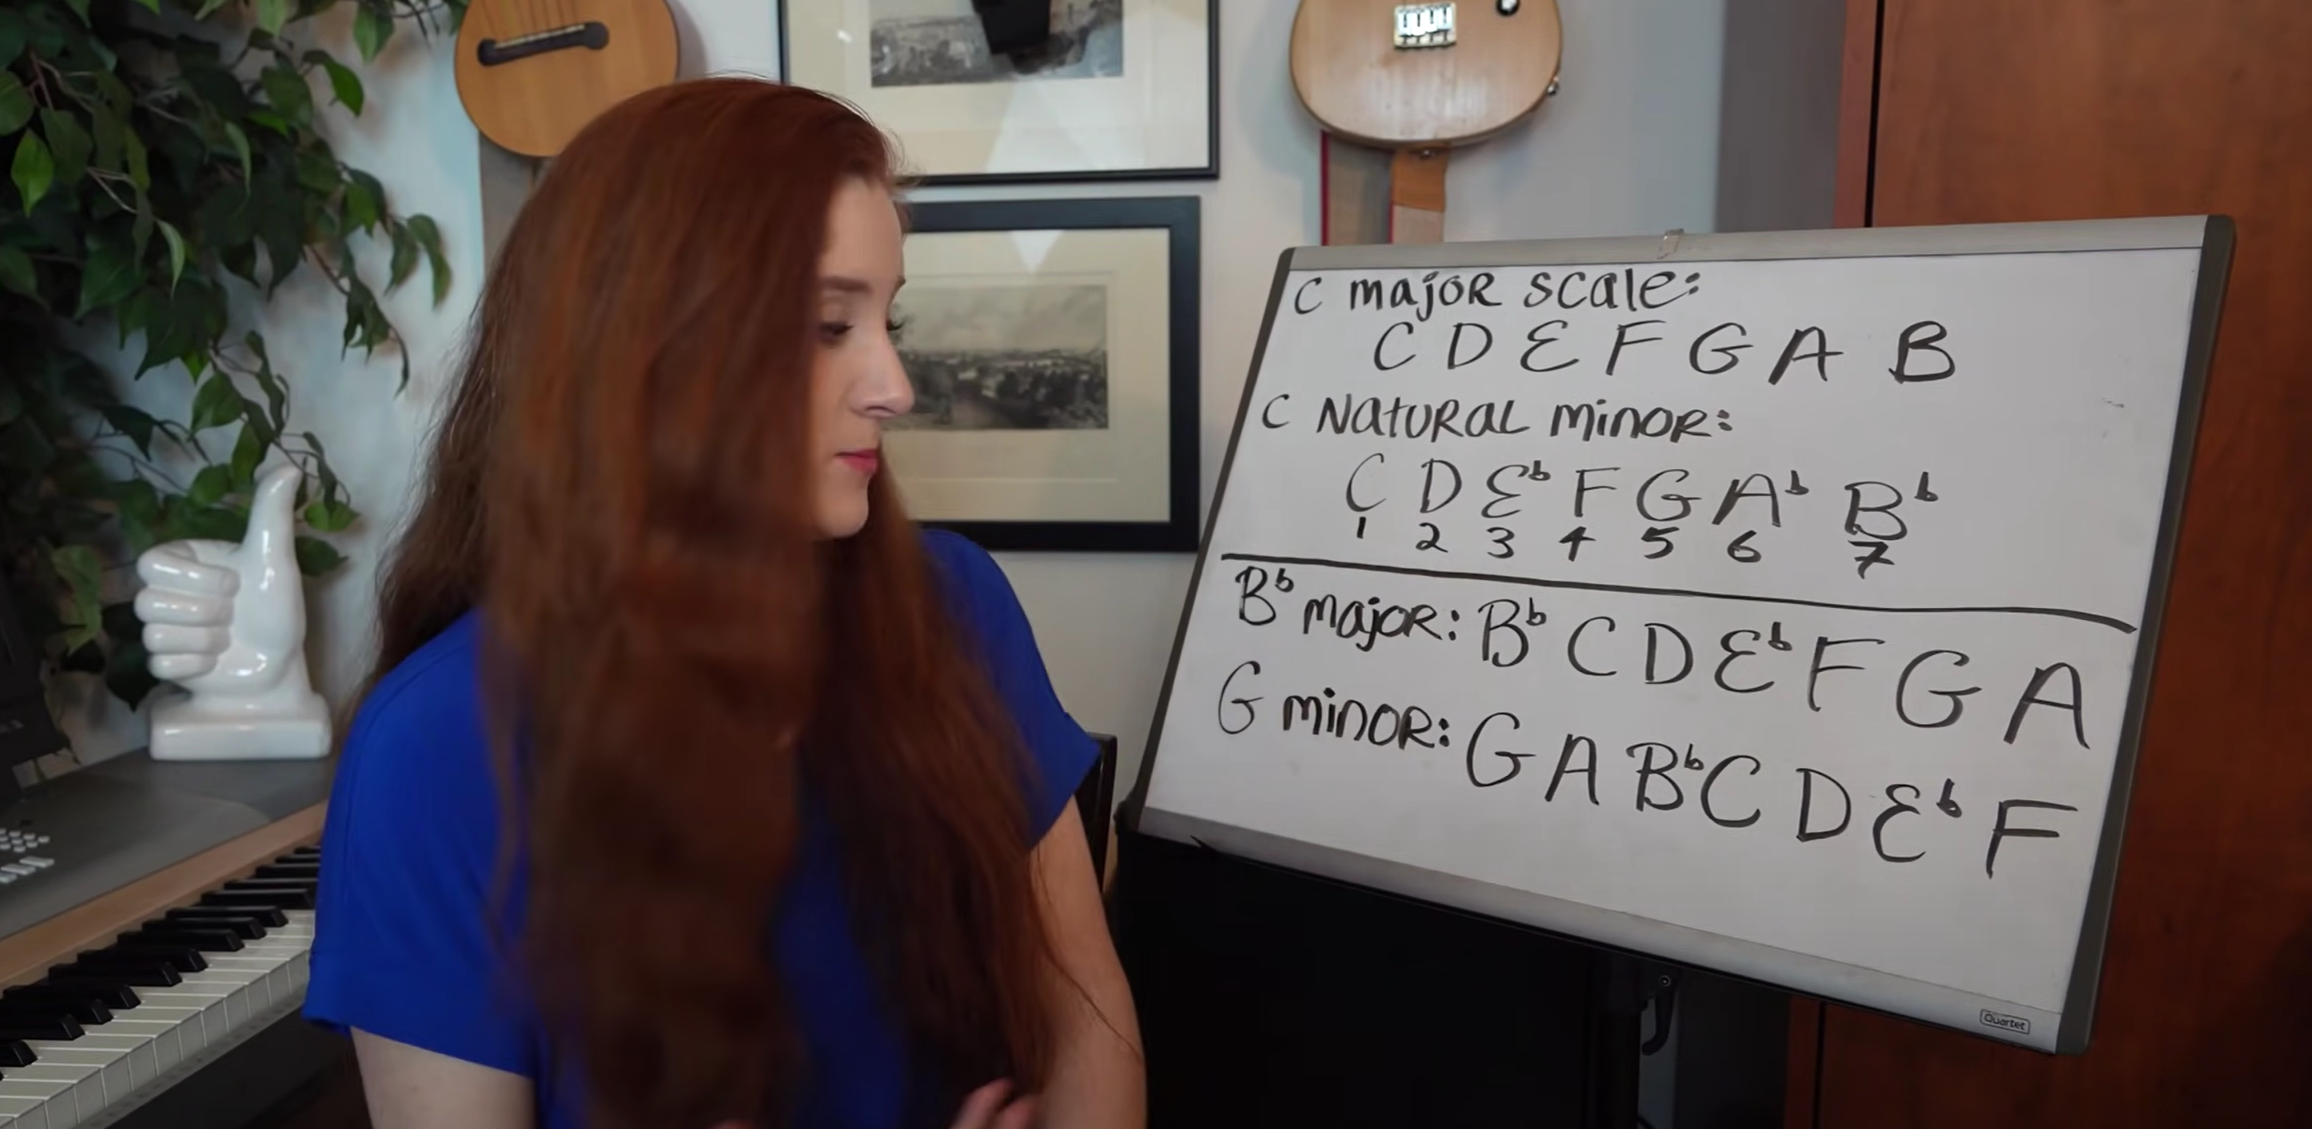 C major scale:
C D E F G A B
C Natural minor:
C D E♭ F G A♭ B♭
1 2 3 4 5 6 7
B♭ major: B♭ C D E♭ F G A
G minor: G A B♭ C D E♭ F
Quartet